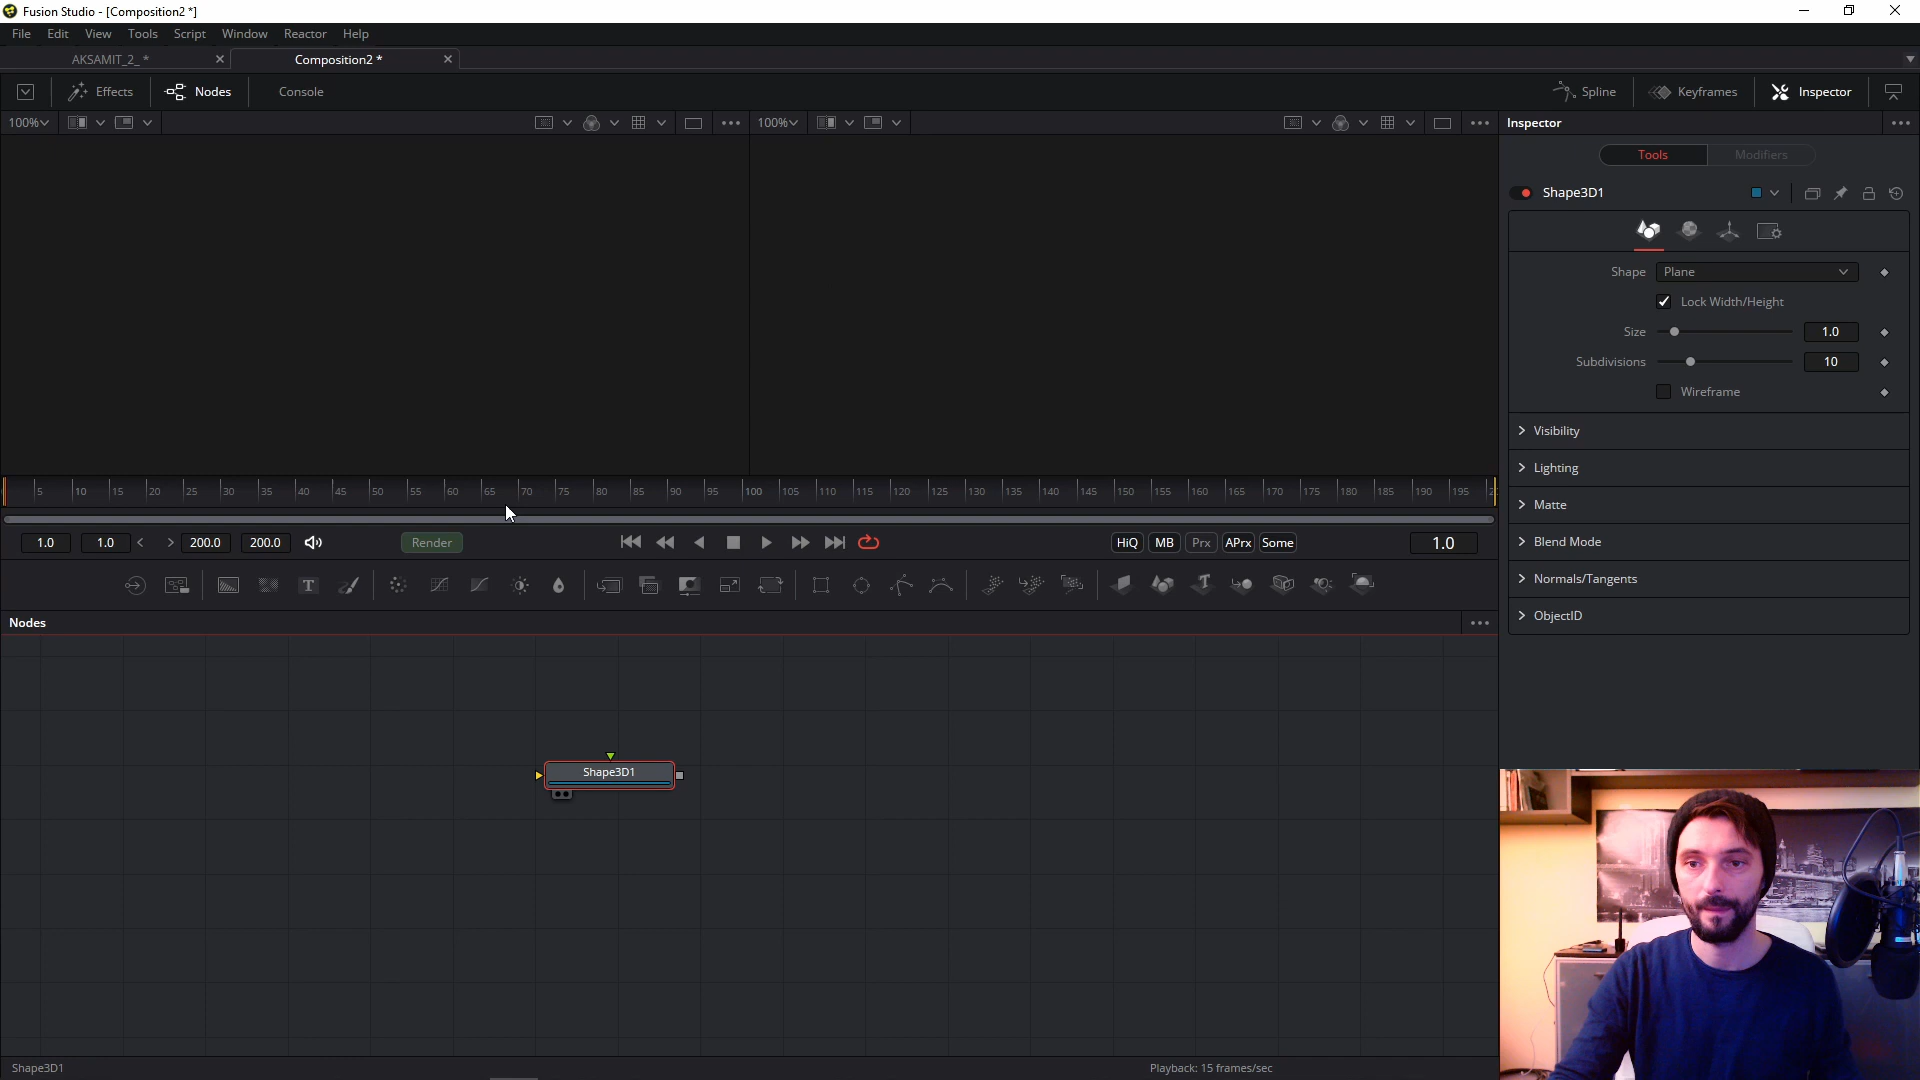 Fusion Studio - [Composition2 *]
File Edit View Tools Script Window Reactor Help
AKSAMIT_2_ * Composition2 *
Effects Nodes Console Spline Keyframes Inspector
100% 100% Inspector
Tools Modifiers
Shape3D1
Shape Plane
Lock Width/Height
Size 1.0
Subdivisions 10
Wireframe
Visibility
Lighting
Matte
Blend Mode
Normals/Tangents
ObjectID
5 10 15 20 25 30 35 40 45 50 55 60 65 70 75 80 85 90 95 100 105 110 115 120 125 130 135 140 145 150 155 160 165 170 175 180 185 190 195
1.0 1.0 < > 200.0 200.0 Render HiQ MB Prx APrx Some 1.0
Nodes
Shape3D1
Shape3D1 Playback: 15 frames/sec